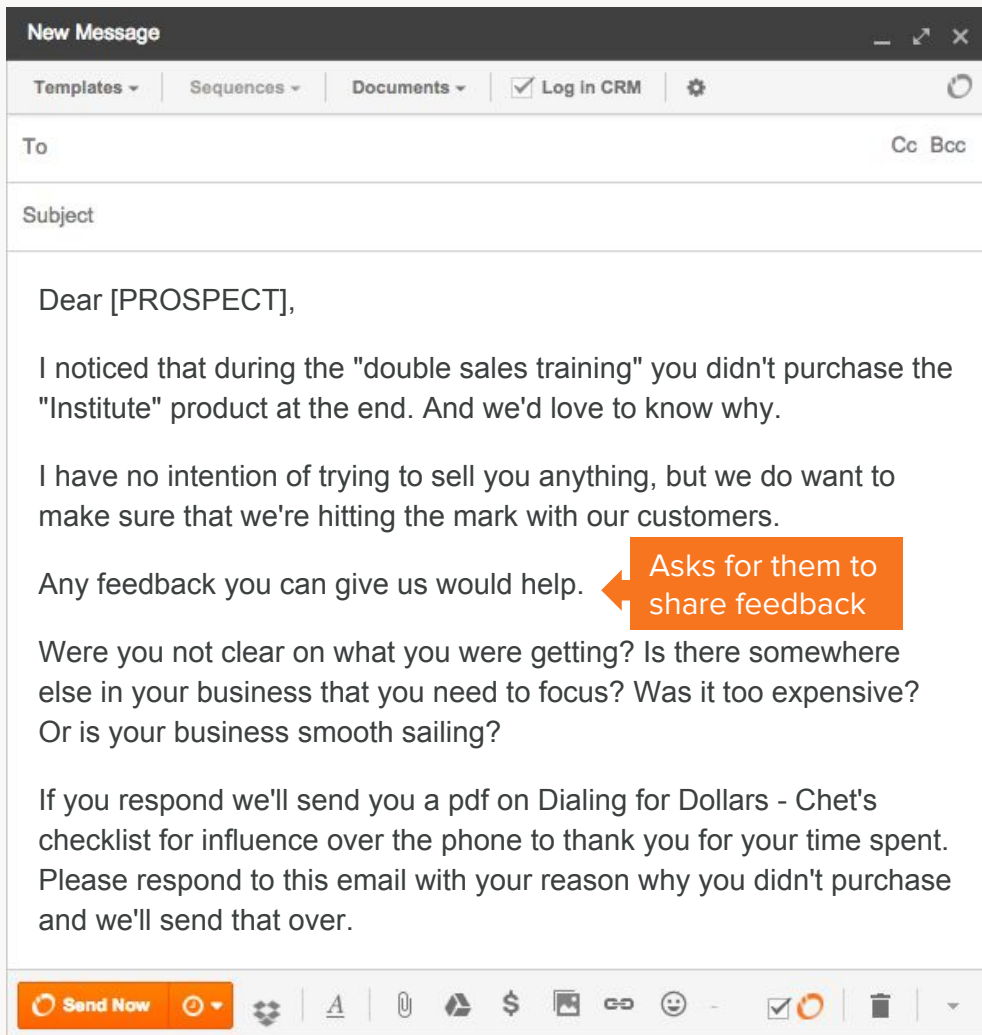 New Message
Templates Sequences Documents Log in CRM
To Cc Bcc
Subject
Dear [PROSPECT],
I noticed that during the "double sales training" you didn't purchase the
"Institute" product at the end. And we'd love to know why.
I have no intention of trying to sell you anything, but we do want to
make sure that we're hitting the mark with our customers.
Any feedback you can give us would help.
Asks for them to
share feedback
Were you not clear on what you were getting? Is there somewhere
else in your business that you need to focus? Was it too expensive?
Or is your business smooth sailing?
If you respond we'll send you a pdf on Dialing for Dollars - Chet's
checklist for influence over the phone to thank you for your time spent.
Please respond to this email with your reason why you didn't purchase
and we'll send that over.
Send Now A $